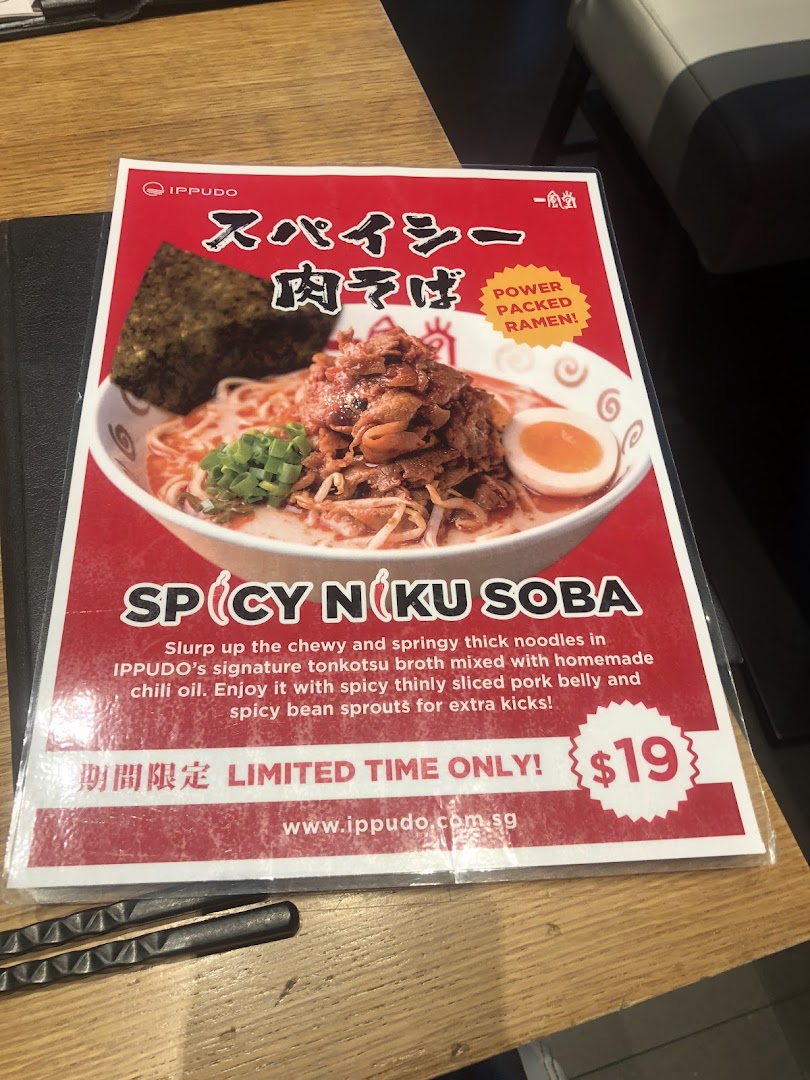 IPPUDO
一風堂
スパイシー
肉そば
POWER
PACKED
RAMEN!
SPICY NIKU SOBA
Slurp up the chewy and springy thick noodles in
IPPUDO's signature tonkotsu broth mixed with homemade
chili oil. Enjoy it with spicy thinly sliced pork belly and
spicy bean sprouts for extra kicks!
期間限定 LIMITED TIME ONLY! $19
www.ippudo.com.sg